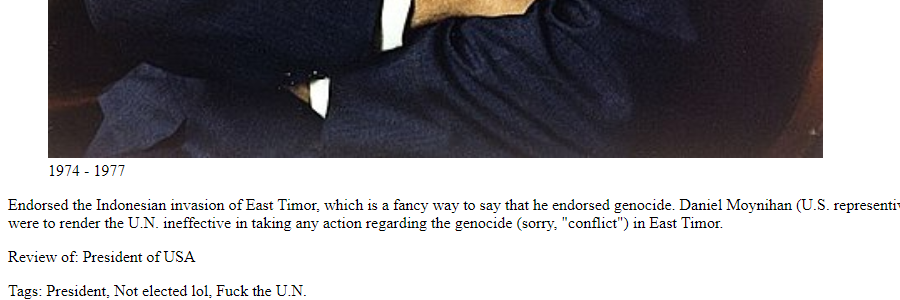 1974 - 1977
Endorsed the Indonesian invasion of East Timor, which is a fancy way to say that he endorsed genocide. Daniel Moynihan (U.S.
were to render the U.N. ineffective in taking any action regarding the genocide (sorry, "conflict") in East Timor.
Review of: President of USA
Tags: President, Not elected lol, Fuck the U.N.